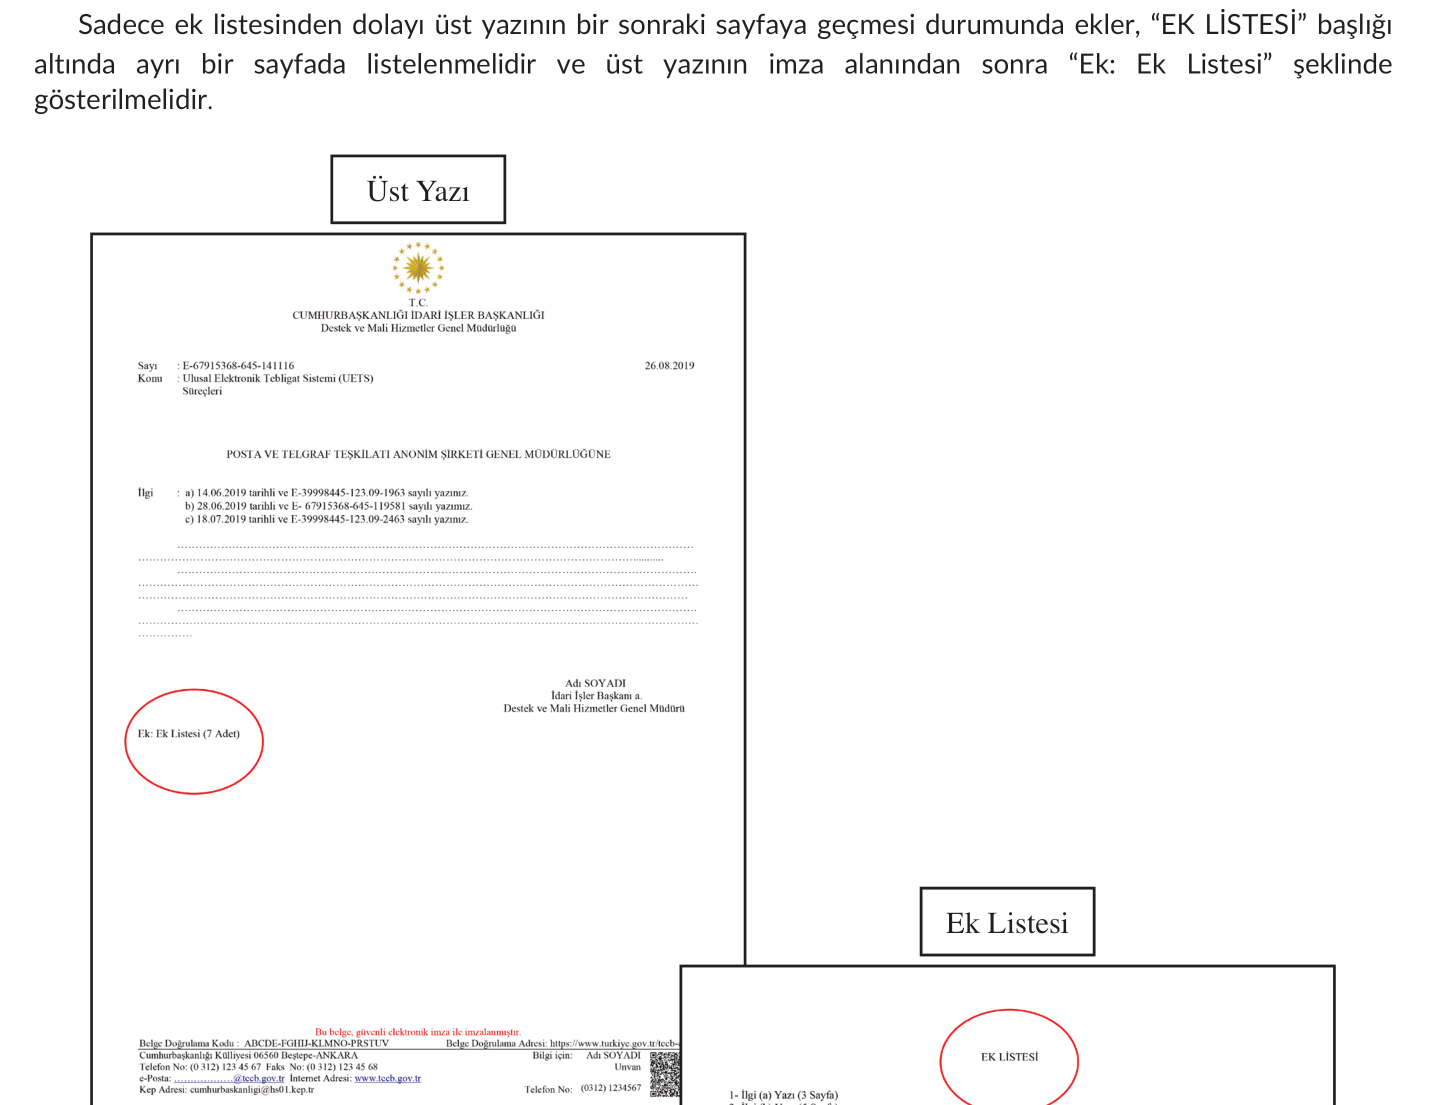 Sadece ek listesinden dolayı üst yazının bir sonraki sayfaya geçmesi durumunda ekler, “EK LİSTESİ” başlığı
altında ayrı bir sayfada listelenmelidir ve üst yazının imza alanından sonra “Ek: Ek Listesi” şeklinde
gösterilmelidir.
Üst Yazı
T.C.
CUMHURBAŞKANLIĞI İDARİ İŞLER BAŞKANLIĞI
Destek ve Mali Hizmetler Genel Müdürlüğü
Sayı : E-67915368-645-141116 26.08.2019
Konu : Ulusal Elektronik Tebligat Sistemi (UETS)
Süreçleri
POSTA VE TELGRAF TEŞKİLATI ANONİM ŞİRKETİ GENEL MÜDÜRLÜĞÜNE
İlgi : a) 14.06.2019 tarihli ve E-39998445-123.09-1963 sayılı yazınız.
b) 28.06.2019 tarihli ve E- 67915368-645-119581 sayılı yazımız.
c) 18.07.2019 tarihli ve E-39998445-123.09-2463 sayılı yazınız.
Adı SOYADI
İdari İşler Başkanı a.
Destek ve Mali Hizmetler Genel Müdürü
Ek: Ek Listesi (7 Adet)
Bu belge, güvenli elektronik imza ile imzalanmıştır.
Belge Doğrulama Kodu : ABCDE-FGHIJ-KLMNO-PRSTUV Belge Doğrulama Adresi: https://www.turkiye.gov.tr/tccb-
Cumhurbaşkanlığı Külliyesi 06560 Beştepe-ANKARA Bilgi için: Adı SOYADI
Telefon No: (0 312) 123 45 67 Faks No: (0 312) 123 45 68 Unvan
e-Posta: ...................@tccb.gov.tr İnternet Adresi: www.tccb.gov.tr
Kep Adresi: cumhurbaskanligi@hs01.kep.tr Telefon No: (0312) 1234567
Ek Listesi
EK LİSTESİ
1- İlgi (a) Yazı (3 Sayfa)